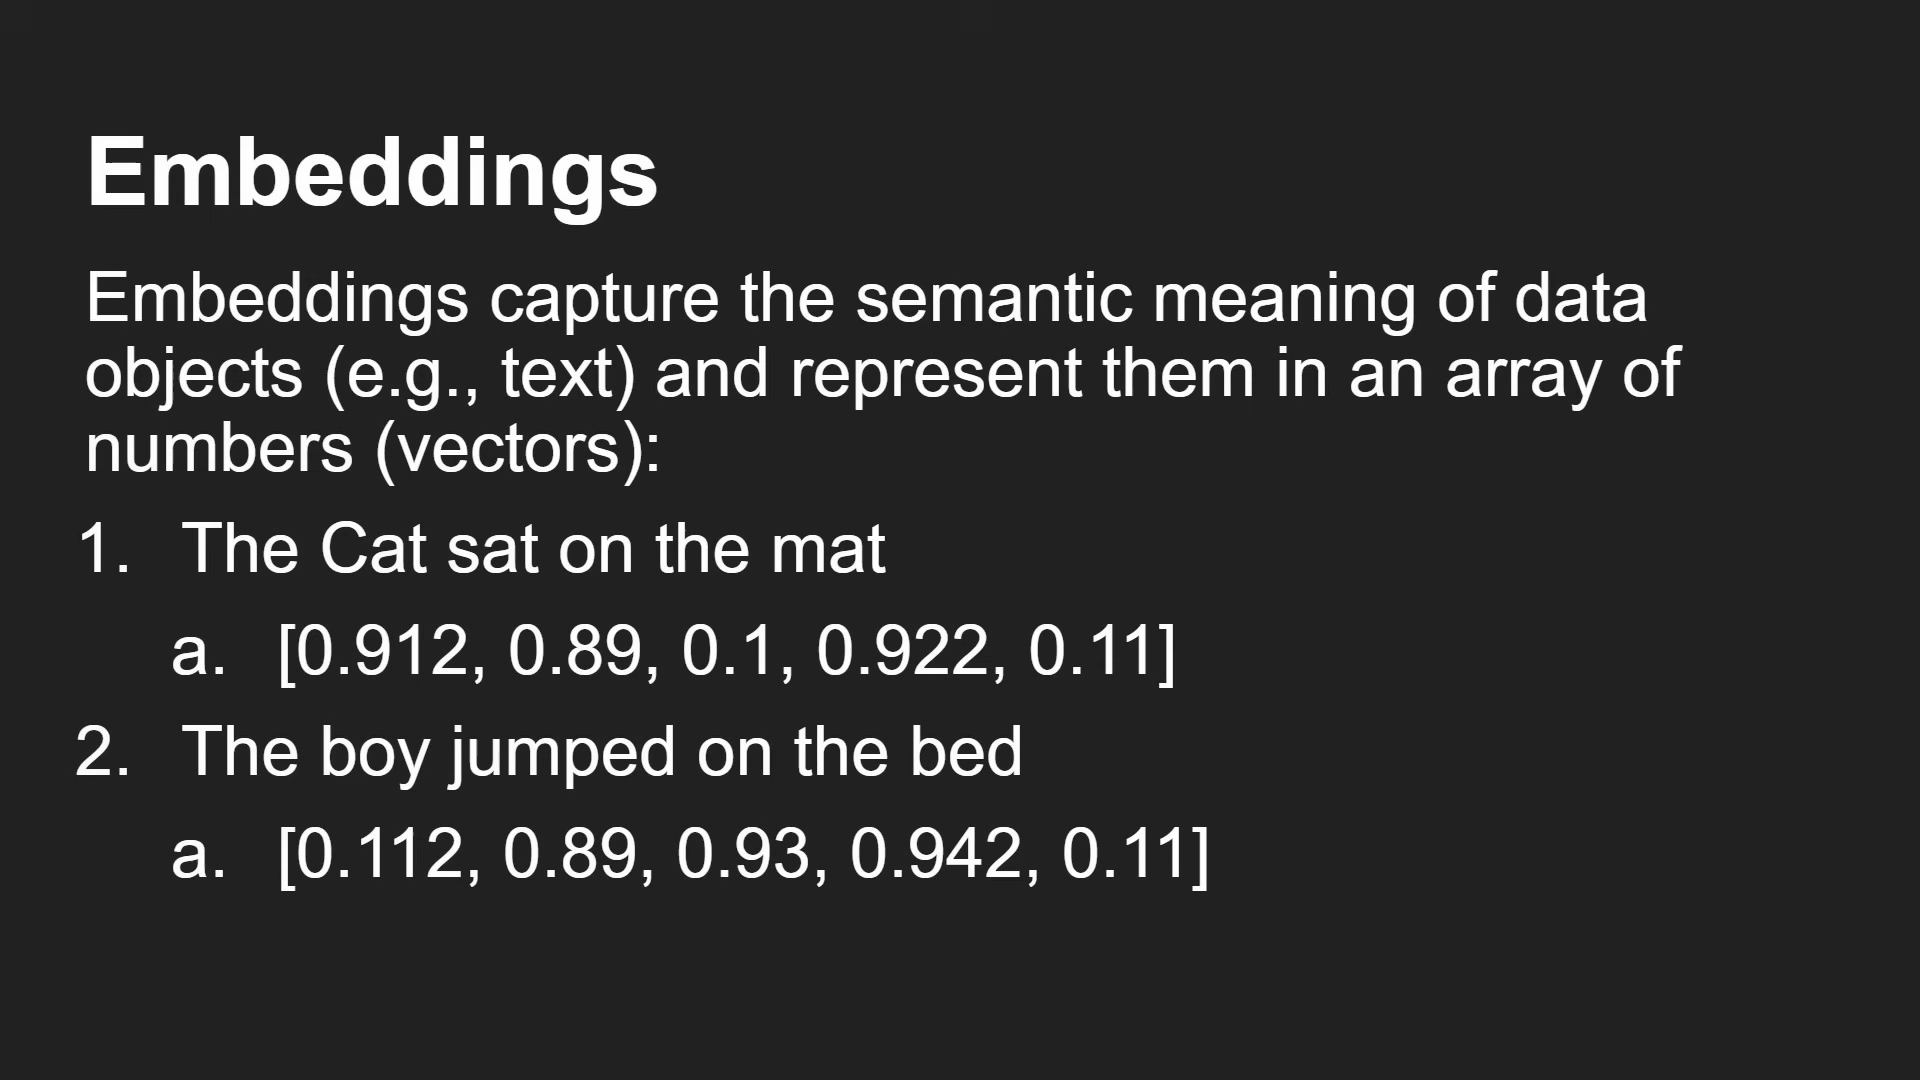 Embeddings
Embeddings capture the semantic meaning of data
objects (e.g., text) and represent them in an array of
numbers (vectors):
1. The Cat sat on the mat
a. [0.912, 0.89, 0.1, 0.922, 0.11]
2. The boy jumped on the bed
a. [0.112, 0.89, 0.93, 0.942, 0.11]